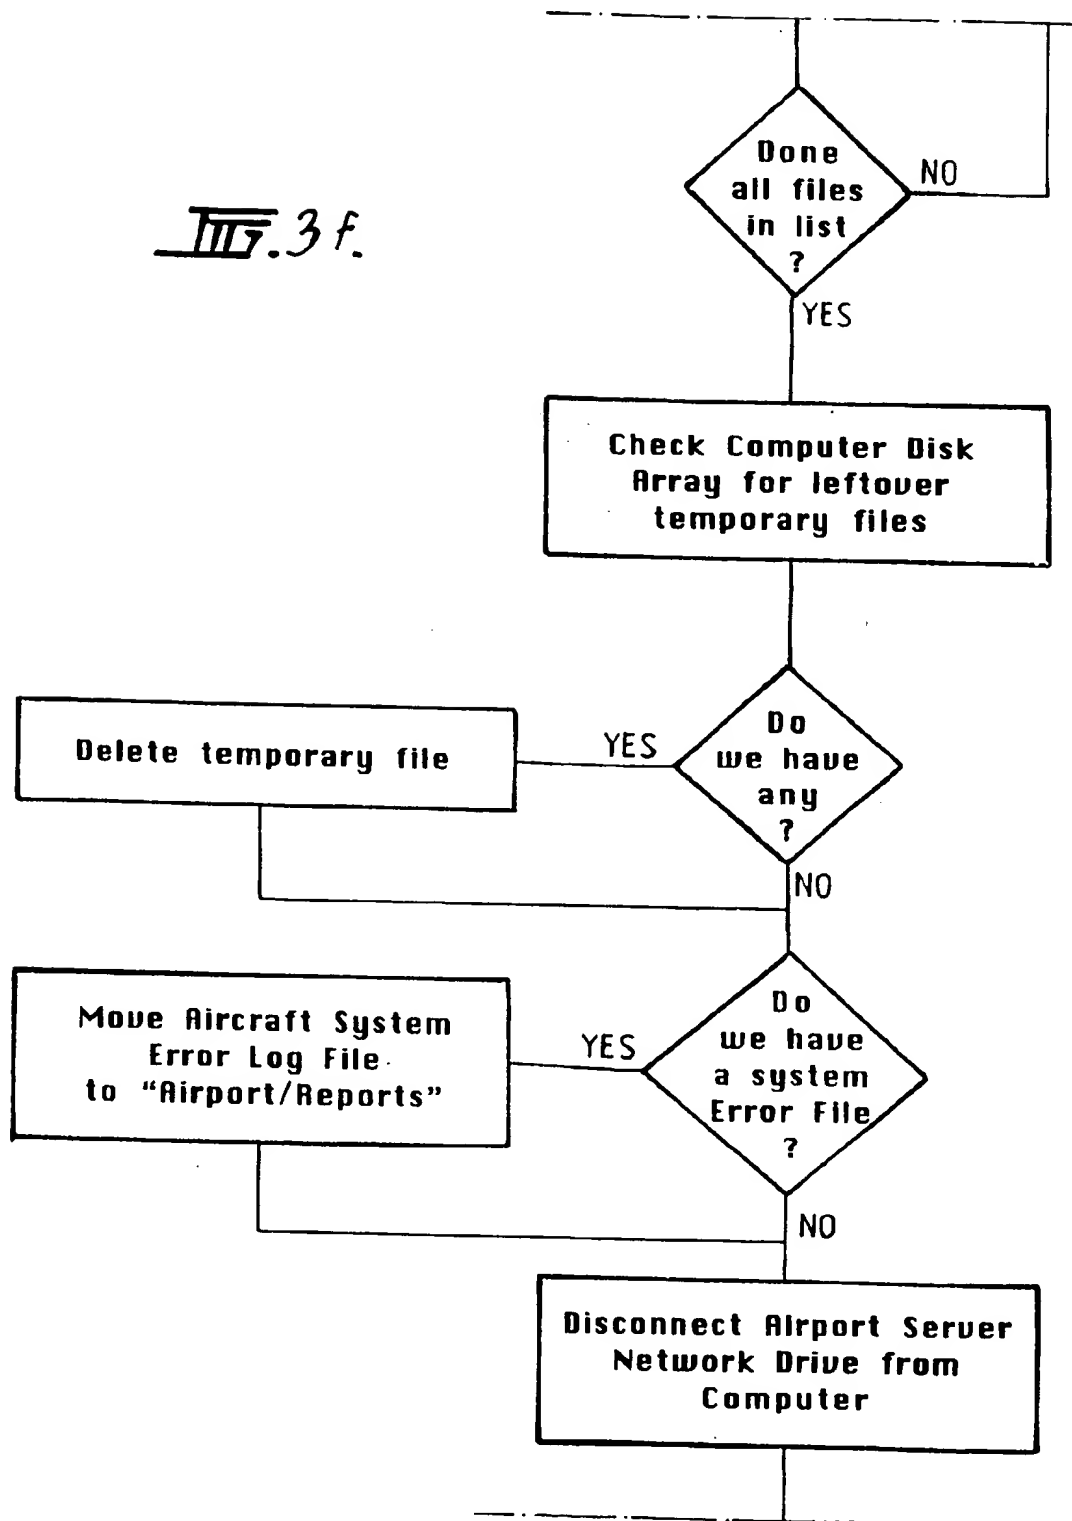 FIG. 3f.
Done
all files
in list
?
NO
YES
Check Computer Disk
Array for leftover
temporary files
Do
we have
any
?
YES
Delete temporary file
NO
Do
we have
a system
Error File
?
YES
Move Aircraft System
Error Log File
to "Airport/Reports"
NO
Disconnect Airport Server
Network Drive from
Computer